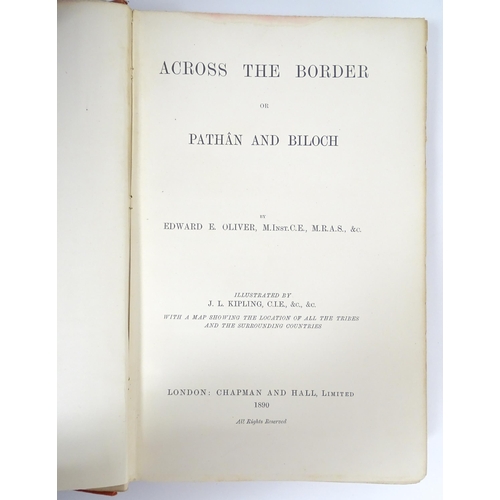 ACROSS THE BORDER
OR
PATHÂN AND BILOCH
BY
EDWARD E. OLIVER, M.INST.C.E., M.R.A.S., &C.
ILLUSTRATED BY
J. L. KIPLING, C.I.E., &C., &C.
WITH A MAP SHOWING THE LOCATION OF ALL THE TRIBES
AND THE SURROUNDING COUNTRIES
LONDON: CHAPMAN AND HALL, LIMITED
1890
All Rights Reserved